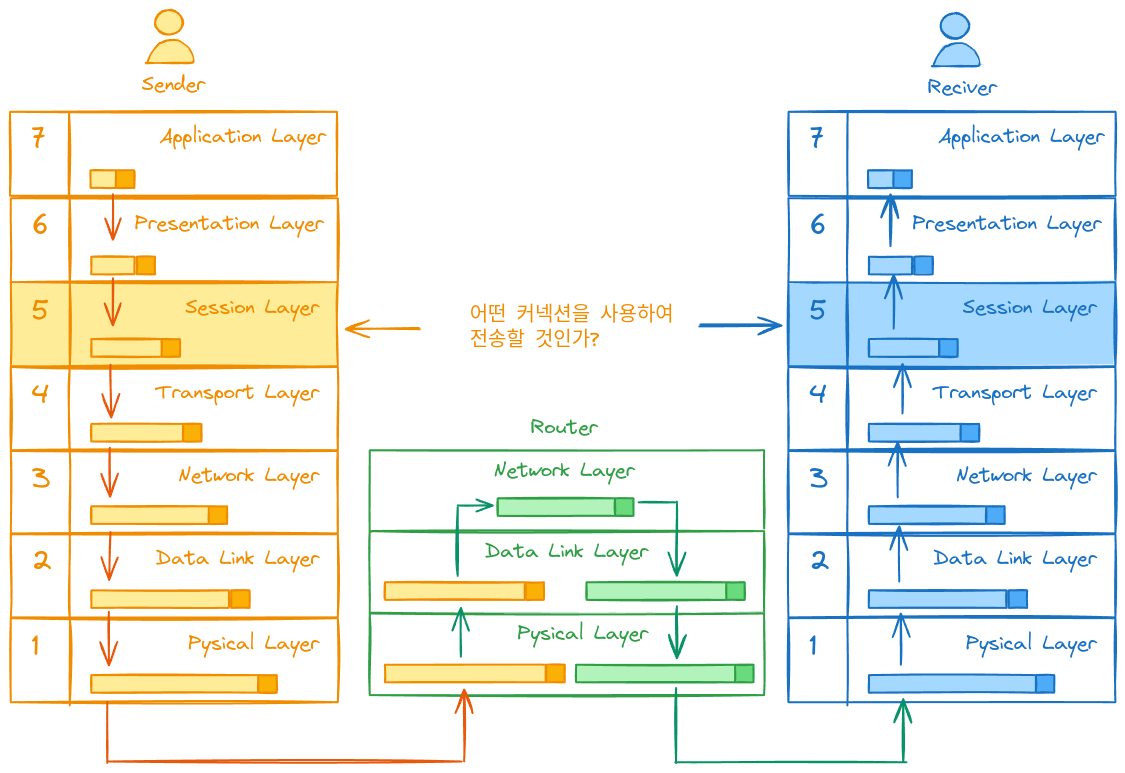 Sender
7
Application Layer
6
Presentation Layer
5
Session Layer
4
Transport Layer
3
Network Layer
2
Data Link Layer
1
Pysical Layer
어떤 커넥션을 사용하여
전송할 것인가?
Router
Network Layer
Data Link Layer
Pysical Layer
Reciver
7
Application Layer
6
Presentation Layer
5
Session Layer
4
Transport Layer
3
Network Layer
2
Data Link Layer
1
Pysical Layer